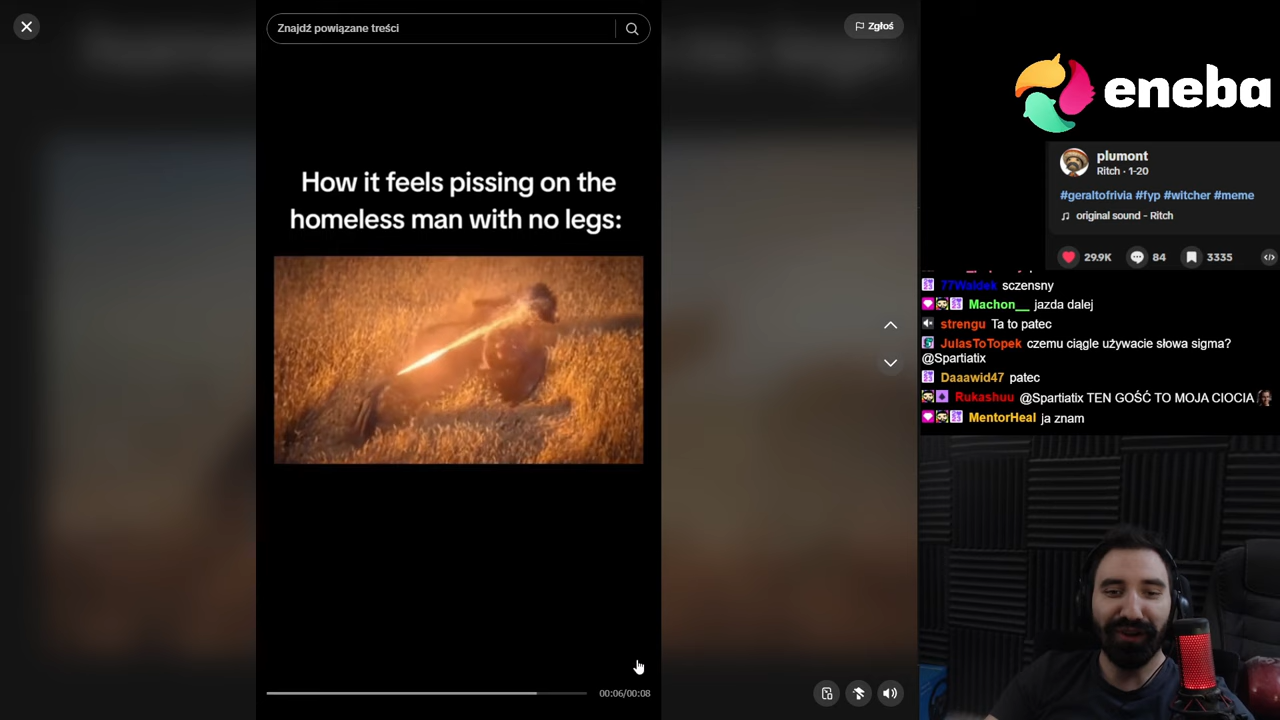 Znajdź powiązane treści
Zgłoś
How it feels pissing on the
homeless man with no legs:
00:06/00:08
eneba
plumont
Ritch · 1-20
#geraltofrivia #fyp #witcher #meme
original sound - Ritch
29.9K
84
3335
77Waldek sczensny
Machon__ jazda dalej
strengu Ta to patec
JulasToTopek czemu ciągle używacie słowa sigma?
@Spartiatix
Daaawid47 patec
Rukashuu @Spartiatix TEN GOŚĆ TO MOJA CIOCIA
MentorHeal ja znam